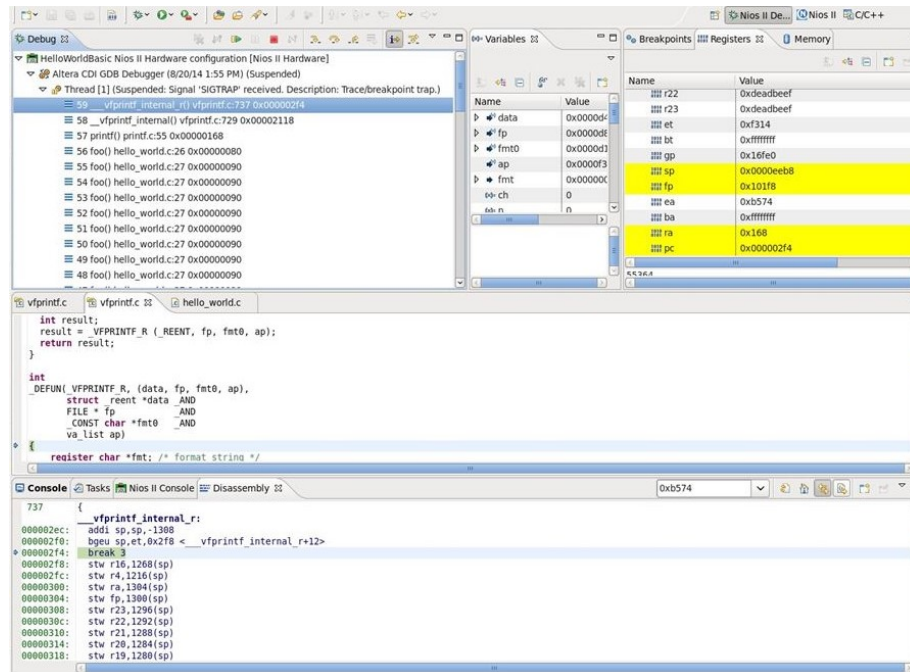 Nios II De...
Nios II
C/C++
Debug
HelloWorldBasic Nios II Hardware configuration [Nios II Hardware]
Altera CDI GDB Debugger (8/20/14 1:55 PM) (Suspended)
Thread [1] (Suspended: Signal 'SIGTRAP' received. Description: Trace/breakpoint trap.)
59 ___vfprintf_internal_r() vfprintf.c:737 0x000002f4
58 __vfprintf_internal() vfprintf.c:729 0x00002118
57 printf() printf.c:55 0x00000168
56 foo() hello_world.c:26 0x00000080
55 foo() hello_world.c:27 0x00000090
54 foo() hello_world.c:27 0x00000090
53 foo() hello_world.c:27 0x00000090
52 foo() hello_world.c:27 0x00000090
51 foo() hello_world.c:27 0x00000090
50 foo() hello_world.c:27 0x00000090
49 foo() hello_world.c:27 0x00000090
48 foo() hello_world.c:27 0x00000090
Variables
Name Value
data 0x0000d
fp 0x0000d
fmt0 0x0000d
ap 0x0000f3
fmt 0x00000
ch 0
n 0
Breakpoints
Registers
Memory
Name Value
r22 0xdeadbeef
r23 0xdeadbeef
et 0xf314
bt 0xffffffff
gp 0x16fe0
sp 0x0000eeb8
fp 0x101f8
ea 0xb574
ba 0xffffffff
ra 0x168
pc 0x000002f4
55364
vfprintf.c
vfprintf.c
hello_world.c
int result;
result = _VFPRINTF_R (_REENT, fp, fmt0, ap);
return result;
}
int
_DEFUN(_VFPRINTF_R, (data, fp, fmt0, ap),
struct _reent *data _AND
FILE * fp _AND
_CONST char *fmt0 _AND
va_list ap)
{
register char *fmt; /* format string */
Console
Tasks
Nios II Console
Disassembly
0xb574
737 {
___vfprintf_internal_r:
000002ec: addi sp,sp,-1308
000002f0: bgeu sp,et,0x2f8 <___vfprintf_internal_r+12>
000002f4: break 3
000002f8: stw r16,1268(sp)
000002fc: stw r4,1216(sp)
00000300: stw ra,1304(sp)
00000304: stw fp,1300(sp)
00000308: stw r23,1296(sp)
0000030c: stw r22,1292(sp)
00000310: stw r21,1288(sp)
00000314: stw r20,1284(sp)
00000318: stw r19,1280(sp)